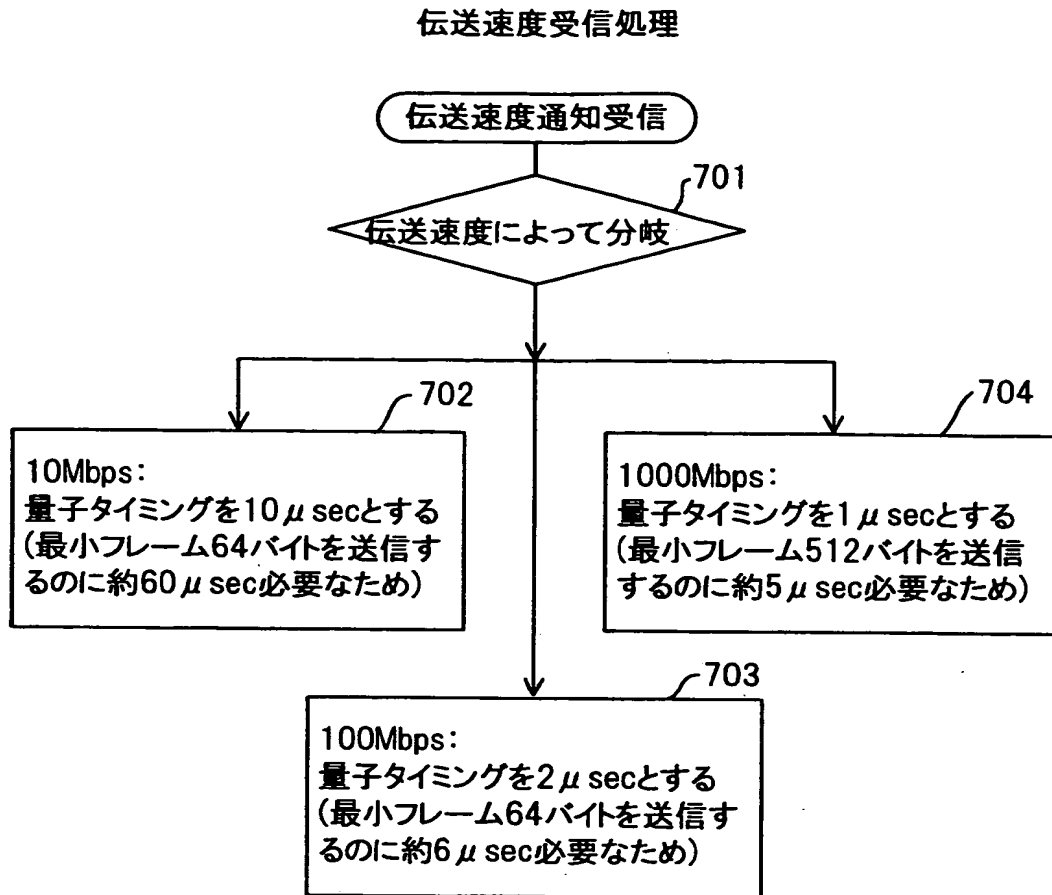 伝送速度受信処理
伝送速度通知受信
701
伝送速度によって分岐
702
10Mbps:
量子タイミングを10μsecとする
(最小フレーム64バイトを送信す
るのに約60μsec必要なため)
704
1000Mbps:
量子タイミングを1μsecとする
(最小フレーム512バイトを送信
するのに約5μsec必要なため)
703
100Mbps:
量子タイミングを2μsecとする
(最小フレーム64バイトを送信す
るのに約6μsec必要なため)